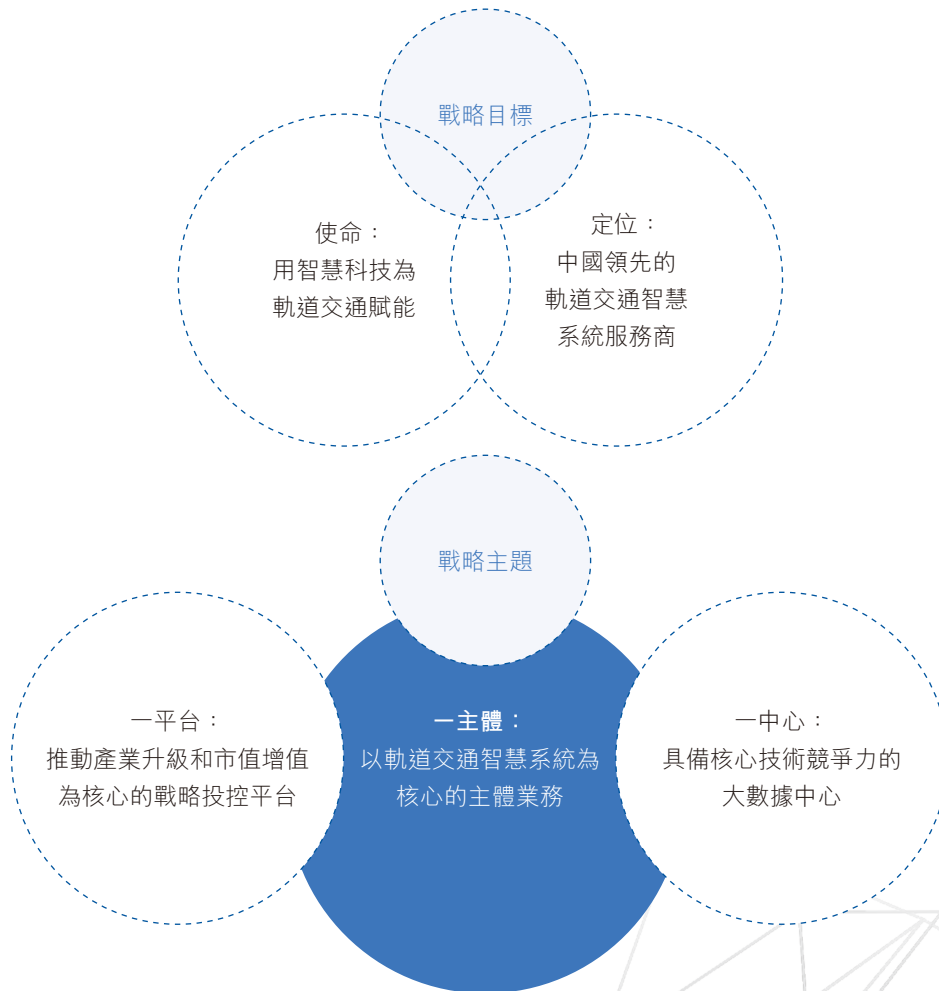 戰略目標
使命：
用智慧科技為
軌道交通賦能
定位：
中國領先的
軌道交通智慧
系統服務商
戰略主題
一平台：
推動產業升級和市值增值
為核心的戰略投控平台
一主體：
以軌道交通智慧系統為
核心的主體業務
一中心：
具備核心技術競爭力的
大數據中心